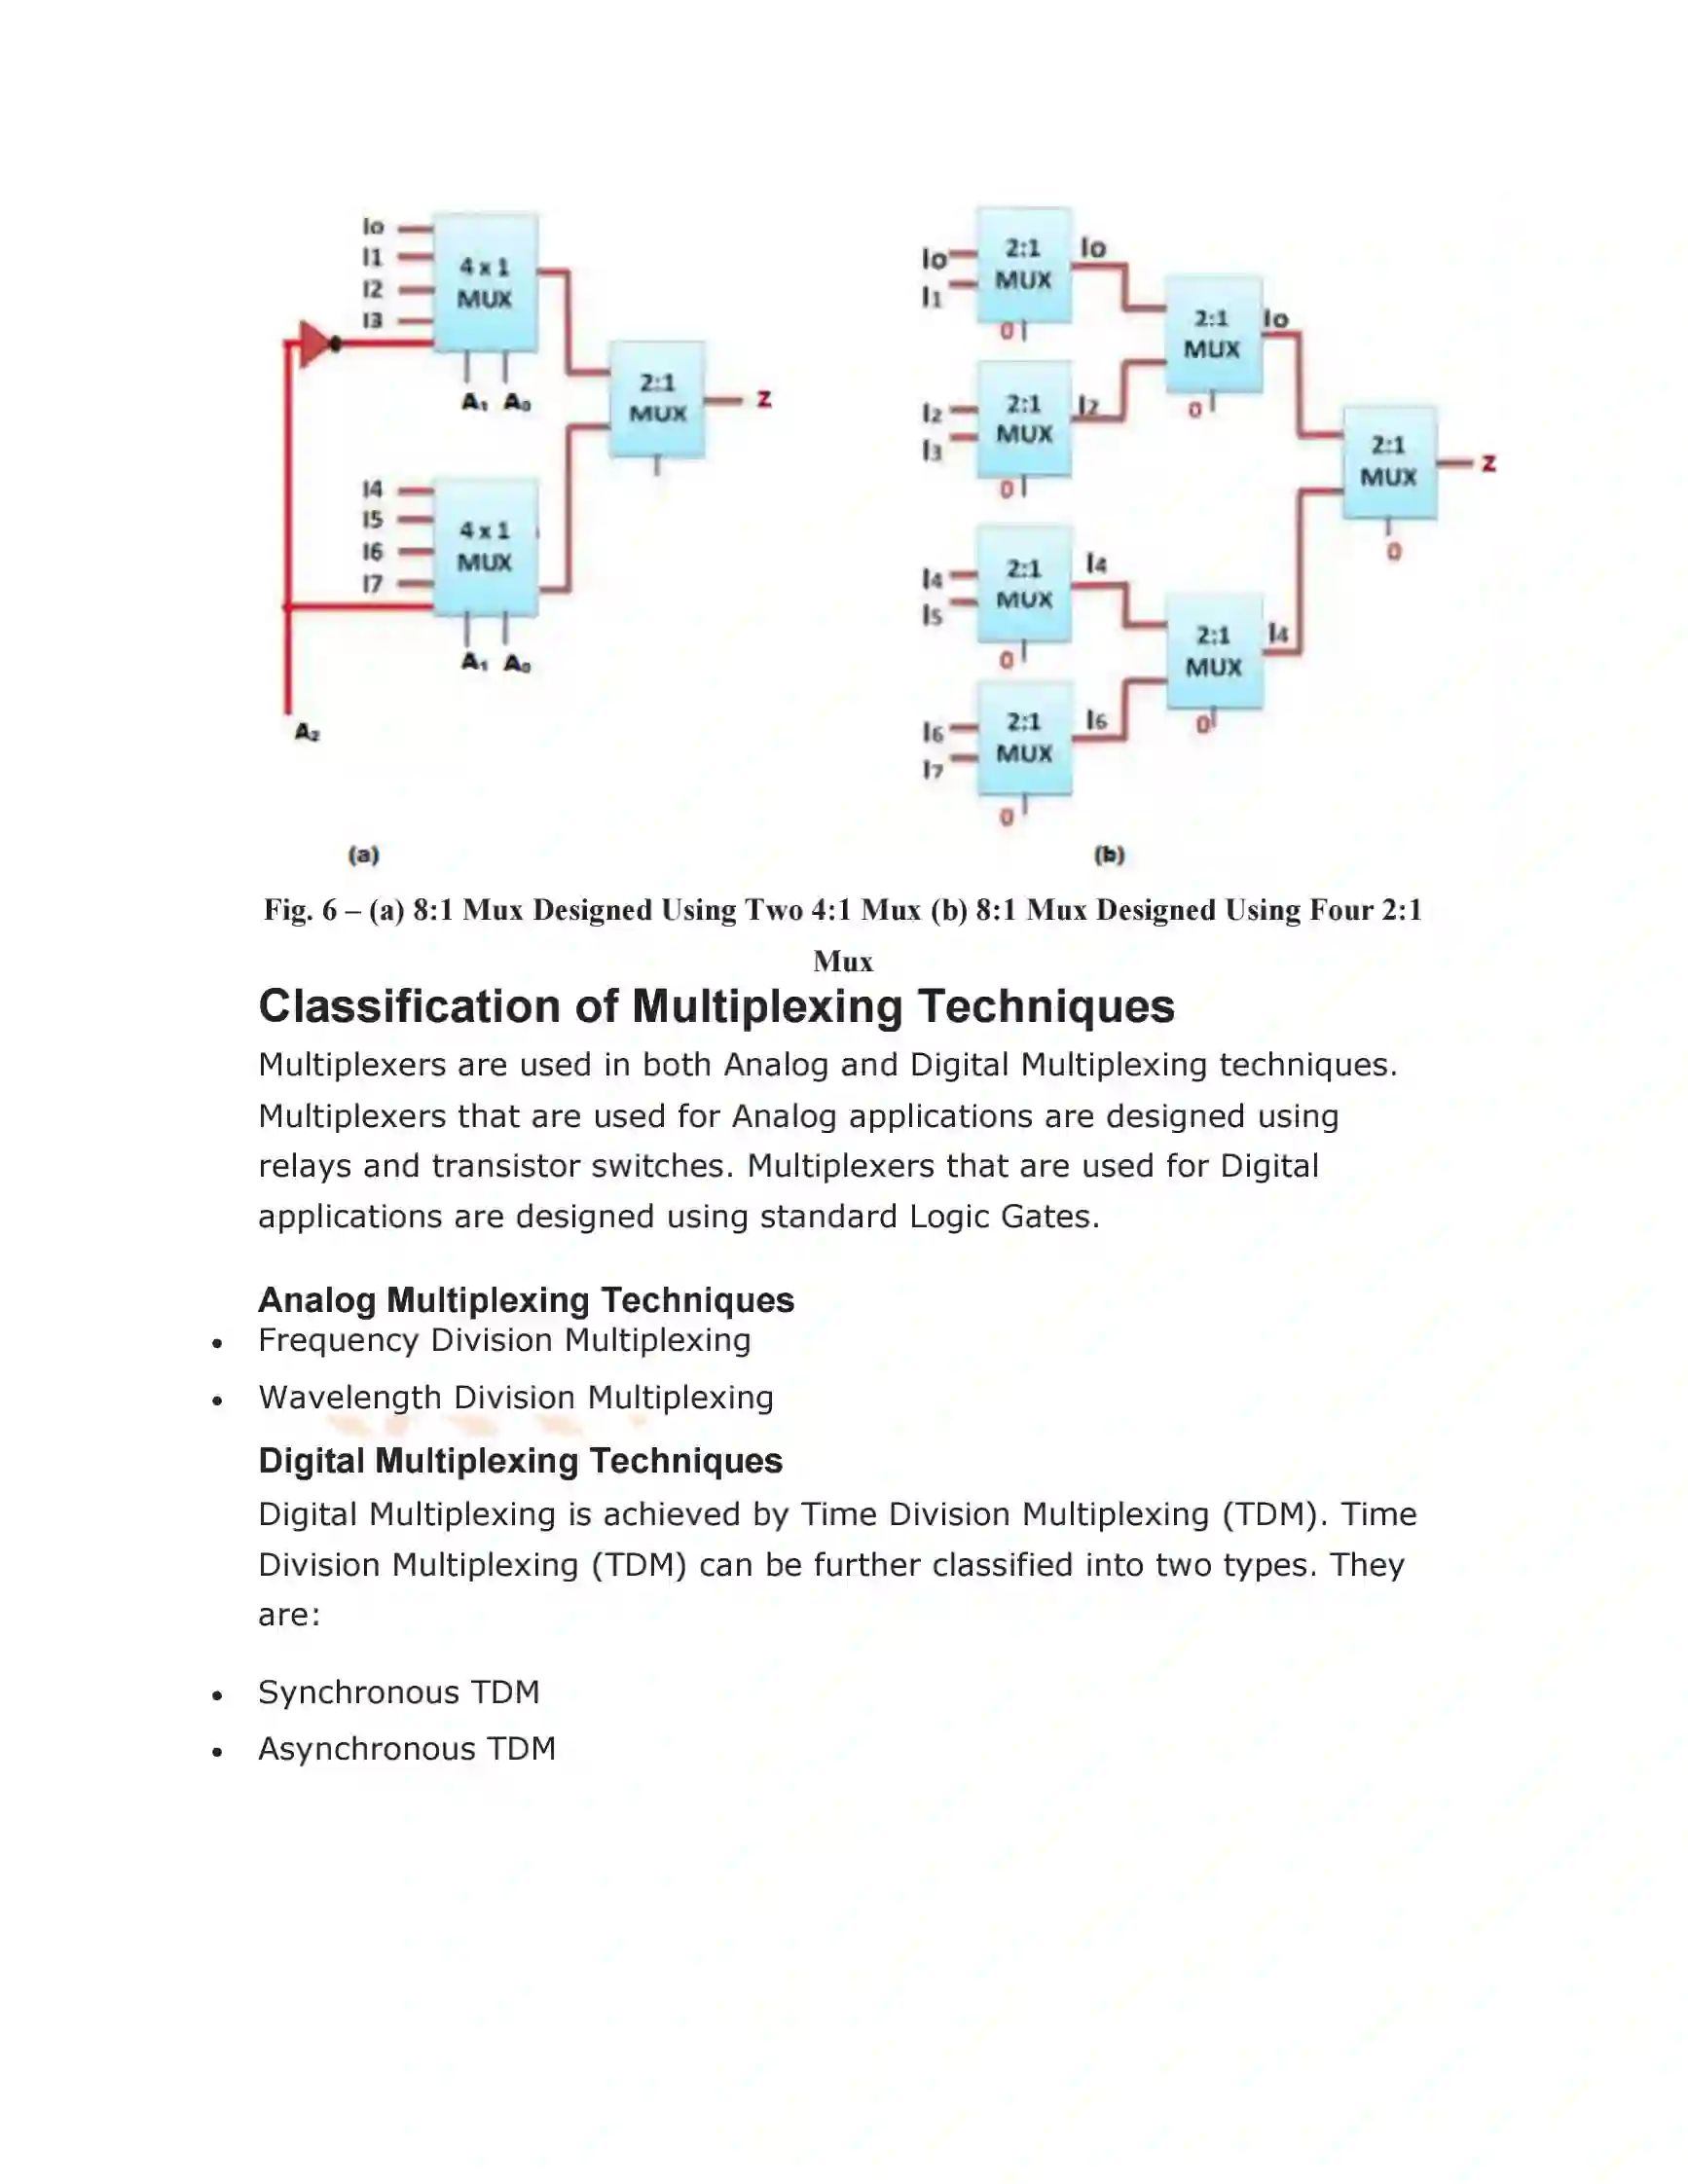 Io
I1
I2
I3
4 x 1
MUX
A1 A0
2:1
MUX
Z
I4
I5
I6
I7
4 x 1
MUX
A1 A0
A2
(a)
Io
I1
2:1
MUX
0
Io
I2
I3
2:1
MUX
0
I2
2:1
MUX
0
Io
I4
I5
2:1
MUX
0
I4
I6
I7
2:1
MUX
0
I6
2:1
MUX
0
I4
2:1
MUX
0
Z
(b)
Fig. 6 – (a) 8:1 Mux Designed Using Two 4:1 Mux (b) 8:1 Mux Designed Using Four 2:1
Mux
Classification of Multiplexing Techniques
Multiplexers are used in both Analog and Digital Multiplexing techniques.
Multiplexers that are used for Analog applications are designed using
relays and transistor switches. Multiplexers that are used for Digital
applications are designed using standard Logic Gates.
Analog Multiplexing Techniques
• Frequency Division Multiplexing
• Wavelength Division Multiplexing
Digital Multiplexing Techniques
Digital Multiplexing is achieved by Time Division Multiplexing (TDM). Time
Division Multiplexing (TDM) can be further classified into two types. They
are:
• Synchronous TDM
• Asynchronous TDM